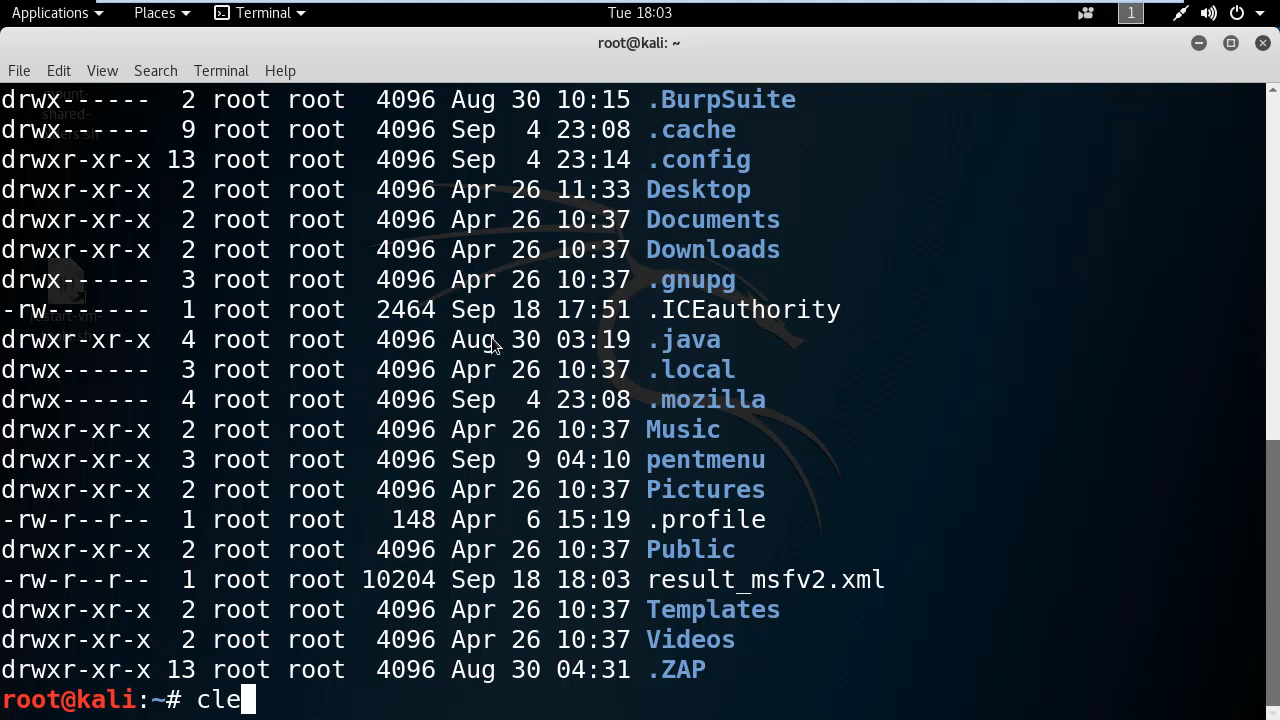 Applications Places Terminal Tue 18:03 1
root@kali: ~
File Edit View Search Terminal Help
drwx------ 2 root root 4096 Aug 30 10:15 .BurpSuite
drwx------ 9 root root 4096 Sep 4 23:08 .cache
drwxr-xr-x 13 root root 4096 Sep 4 23:14 .config
drwxr-xr-x 2 root root 4096 Apr 26 11:33 Desktop
drwxr-xr-x 2 root root 4096 Apr 26 10:37 Documents
drwxr-xr-x 2 root root 4096 Apr 26 10:37 Downloads
drwx------ 3 root root 4096 Apr 26 10:37 .gnupg
-rw------- 1 root root 2464 Sep 18 17:51 .ICEauthority
drwxr-xr-x 4 root root 4096 Aug 30 03:19 .java
drwx------ 3 root root 4096 Apr 26 10:37 .local
drwx------ 4 root root 4096 Sep 4 23:08 .mozilla
drwxr-xr-x 2 root root 4096 Apr 26 10:37 Music
drwxr-xr-x 3 root root 4096 Sep 9 04:10 pentmenu
drwxr-xr-x 2 root root 4096 Apr 26 10:37 Pictures
-rw-r--r-- 1 root root 148 Apr 6 15:19 .profile
drwxr-xr-x 2 root root 4096 Apr 26 10:37 Public
-rw-r--r-- 1 root root 10204 Sep 18 18:03 result_msfv2.xml
drwxr-xr-x 2 root root 4096 Apr 26 10:37 Templates
drwxr-xr-x 2 root root 4096 Apr 26 10:37 Videos
drwxr-xr-x 13 root root 4096 Aug 30 04:31 .ZAP
root@kali:~# cle